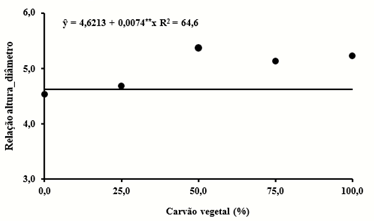 ŷ = 4,6213 + 0,0074**x R² = 64,6
6,0
5,0
4,0
3,0
Relação altura_diâmetro
0,0 25,0 50,0 75,0 100,0
Carvão vegetal (%)